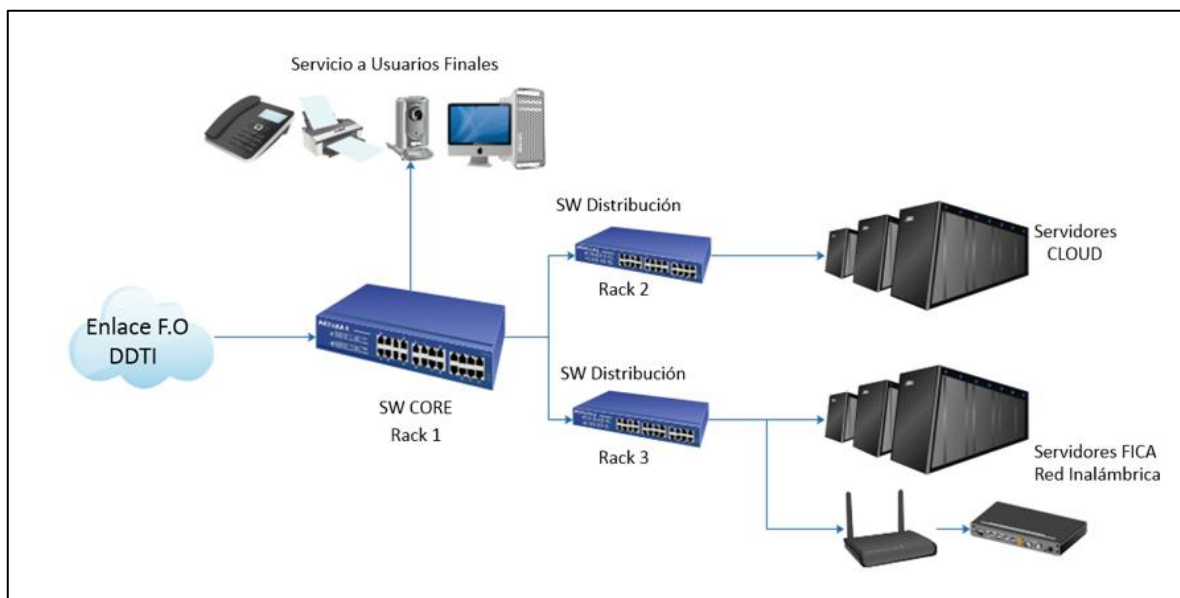 Servicio a Usuarios Finales
SW Distribución
Rack 2
Servidores
CLOUD
Enlace F.O
DDTI
SW CORE
Rack 1
SW Distribución
Rack 3
Servidores FICA
Red Inalámbrica